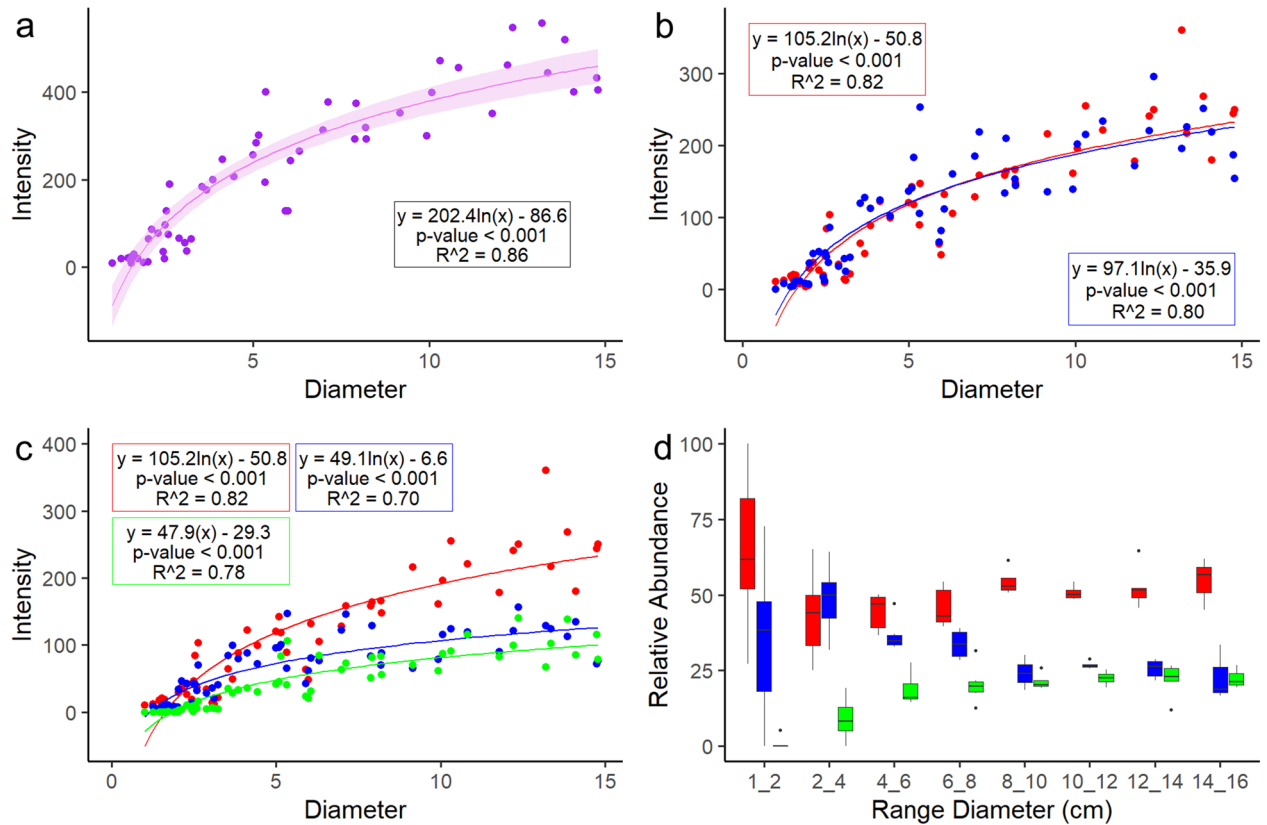 a
Intensity
400
200
0
y = 202.4ln(x) - 86.6
p-value < 0.001
R^2 = 0.86
5
10
15
Diameter
b
Intensity
300
200
100
0
y = 105.2ln(x) - 50.8
p-value < 0.001
R^2 = 0.82
y = 97.1ln(x) - 35.9
p-value < 0.001
R^2 = 0.80
0
5
10
15
Diameter
c
Intensity
400
300
200
100
0
y = 105.2ln(x) - 50.8
p-value < 0.001
R^2 = 0.82
y = 49.1ln(x) - 6.6
p-value < 0.001
R^2 = 0.70
y = 47.9(x) - 29.3
p-value < 0.001
R^2 = 0.78
0
5
10
15
Diameter
d
Relative Abundance
100
75
50
25
0
1_2
2_4
4_6
6_8
8_10
10_12
12_14
14_16
Range Diameter (cm)